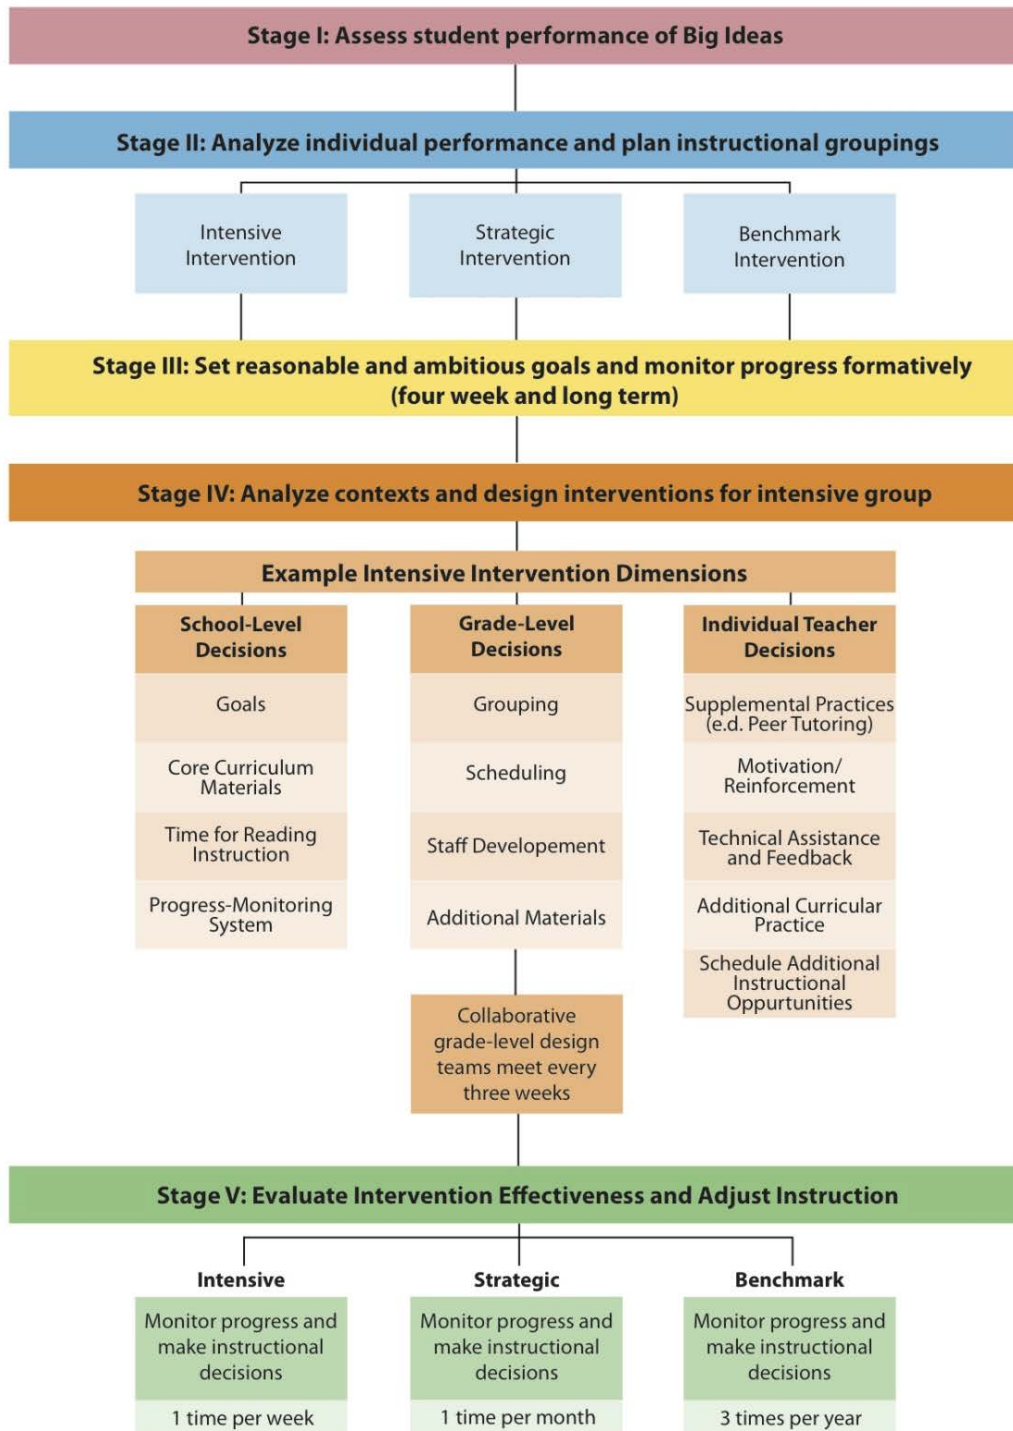 Stage I: Assess student performance of Big Ideas
Stage II: Analyze individual performance and plan instructional groupings
Intensive
Intervention
Strategic
Intervention
Benchmark
Intervention
Stage III: Set reasonable and ambitious goals and monitor progress formatively
(four week and long term)
Stage IV: Analyze contexts and design interventions for intensive group
Example Intensive Intervention Dimensions
School-Level
Decisions
Goals
Core Curriculum
Materials
Time for Reading
Instruction
Progress-Monitoring
System
Grade-Level
Decisions
Grouping
Scheduling
Staff Developement
Additional Materials
Collaborative
grade-level design
teams meet every
three weeks
Individual Teacher
Decisions
Supplemental Practices
(e.d. Peer Tutoring)
Motivation/
Reinforcement
Technical Assistance
and Feedback
Additional Curricular
Practice
Schedule Additional
Instructional
Oppurtunities
Stage V: Evaluate Intervention Effectiveness and Adjust Instruction
Intensive
Monitor progress and
make instructional
decisions
1 time per week
Strategic
Monitor progress and
make instructional
decisions
1 time per month
Benchmark
Monitor progress and
make instructional
decisions
3 times per year